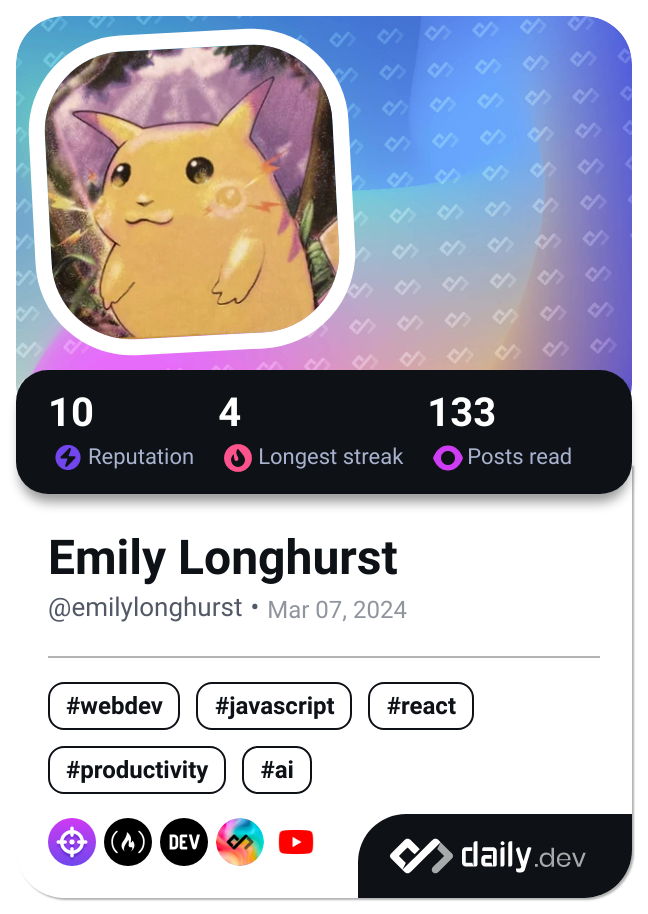 10 4 133
Reputation Longest streak Posts read
Emily Longhurst
@emilylonghurst • Mar 07, 2024
#webdev #javascript #react
#productivity #ai
DEV
daily.dev